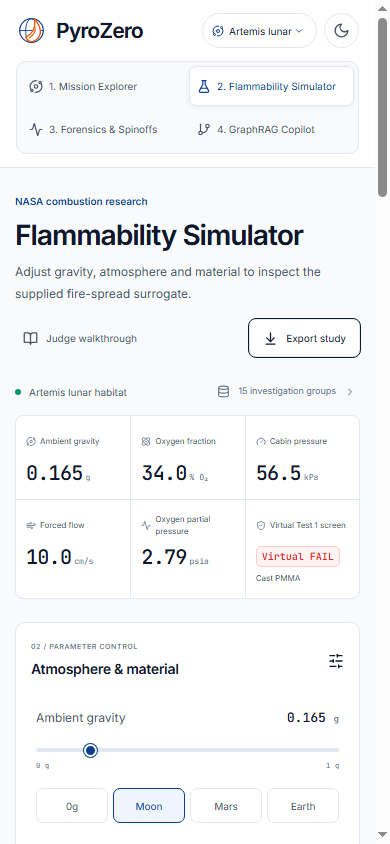 PyroZero
Artemis lunar
1. Mission Explorer
2. Flammability Simulator
3. Forensics & Spinoffs
4. GraphRAG Copilot
NASA combustion research
Flammability Simulator
Adjust gravity, atmosphere and material to inspect the
supplied fire-spread surrogate.
Judge walkthrough
Export study
Artemis lunar habitat
15 investigation groups
Ambient gravity
0.165 g
Oxygen fraction
34.0 % O₂
Cabin pressure
56.5 kPa
Forced flow
10.0 cm/s
Oxygen partial
pressure
2.79 psia
Virtual Test 1 screen
Virtual FAIL
Cast PMMA
02 / PARAMETER CONTROL
Atmosphere & material
Ambient gravity
0.165 g
0 g
1 g
0g
Moon
Mars
Earth